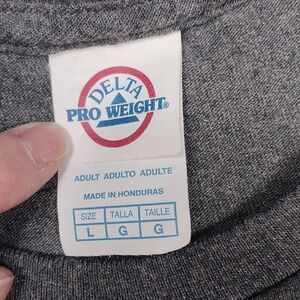 DELTA
PRO WEIGHT®
ADULT ADULTO ADULTE
MADE IN HONDURAS
SIZE TALLA TAILLE
L G G